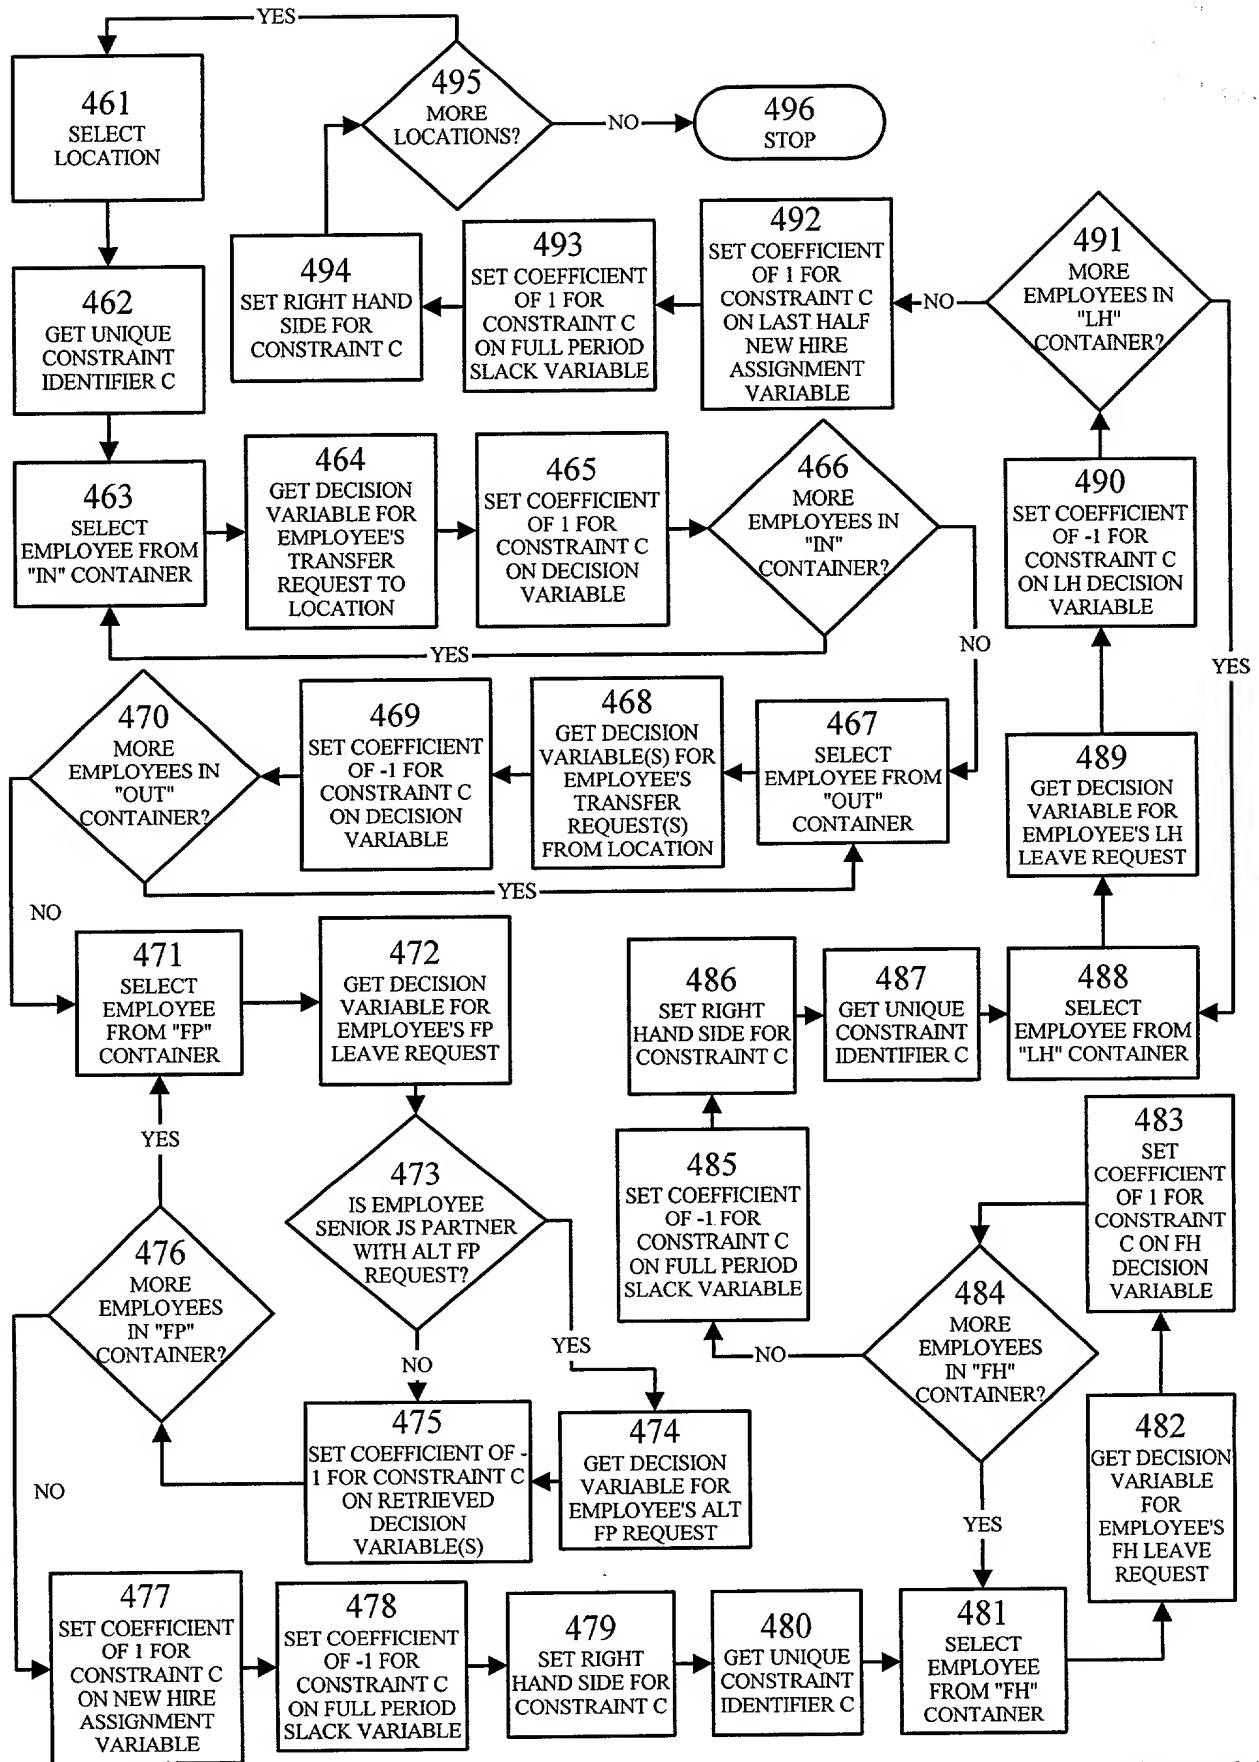 YES
461
SELECT
LOCATION
495
MORE
LOCATIONS?
NO
496
STOP
462
GET UNIQUE
CONSTRAINT
IDENTIFIER C
494
SET RIGHT HAND
SIDE FOR
CONSTRAINT C
493
SET COEFFICIENT
OF 1 FOR
CONSTRAINT C
ON FULL PERIOD
SLACK VARIABLE
492
SET COEFFICIENT
OF 1 FOR
CONSTRAINT C
ON LAST HALF
NEW HIRE
ASSIGNMENT
VARIABLE
NO
491
MORE
EMPLOYEES IN
"LH"
CONTAINER?
463
SELECT
EMPLOYEE FROM
"IN" CONTAINER
464
GET DECISION
VARIABLE FOR
EMPLOYEE'S
TRANSFER
REQUEST TO
LOCATION
465
SET COEFFICIENT
OF 1 FOR
CONSTRAINT C
ON DECISION
VARIABLE
466
MORE
EMPLOYEES IN
"IN"
CONTAINER?
490
SET COEFFICIENT
OF -1 FOR
CONSTRAINT C
ON LH DECISION
VARIABLE
YES
NO
YES
470
MORE
EMPLOYEES IN
"OUT"
CONTAINER?
469
SET COEFFICIENT
OF -1 FOR
CONSTRAINT C
ON DECISION
VARIABLE
468
GET DECISION
VARIABLE(S) FOR
EMPLOYEE'S
TRANSFER
REQUEST(S)
FROM LOCATION
467
SELECT
EMPLOYEE FROM
"OUT"
CONTAINER
489
GET DECISION
VARIABLE FOR
EMPLOYEE'S LH
LEAVE REQUEST
YES
NO
471
SELECT
EMPLOYEE
FROM "FP"
CONTAINER
472
GET DECISION
VARIABLE FOR
EMPLOYEE'S FP
LEAVE REQUEST
486
SET RIGHT
HAND SIDE FOR
CONSTRAINT C
487
GET UNIQUE
CONSTRAINT
IDENTIFIER C
488
SELECT
EMPLOYEE FROM
"LH" CONTAINER
YES
473
IS EMPLOYEE
SENIOR JS PARTNER
WITH ALT FP
REQUEST?
485
SET COEFFICIENT
OF -1 FOR
CONSTRAINT C
ON FULL PERIOD
SLACK VARIABLE
483
SET
COEFFICIENT
OF 1 FOR
CONSTRAINT
C ON FH
DECISION
VARIABLE
476
MORE
EMPLOYEES
IN "FP"
CONTAINER?
484
MORE
EMPLOYEES
IN "FH"
CONTAINER?
NO
YES
NO
475
SET COEFFICIENT OF -
1 FOR CONSTRAINT C
ON RETRIEVED
DECISION
VARIABLE(S)
474
GET DECISION
VARIABLE FOR
EMPLOYEE'S ALT
FP REQUEST
482
GET DECISION
VARIABLE
FOR
EMPLOYEE'S
FH LEAVE
REQUEST
NO
YES
477
SET COEFFICIENT
OF 1 FOR
CONSTRAINT C
ON NEW HIRE
ASSIGNMENT
VARIABLE
478
SET COEFFICIENT
OF -1 FOR
CONSTRAINT C
ON FULL PERIOD
SLACK VARIABLE
479
SET RIGHT
HAND SIDE FOR
CONSTRAINT C
480
GET UNIQUE
CONSTRAINT
IDENTIFIER C
481
SELECT
EMPLOYEE
FROM "FH"
CONTAINER